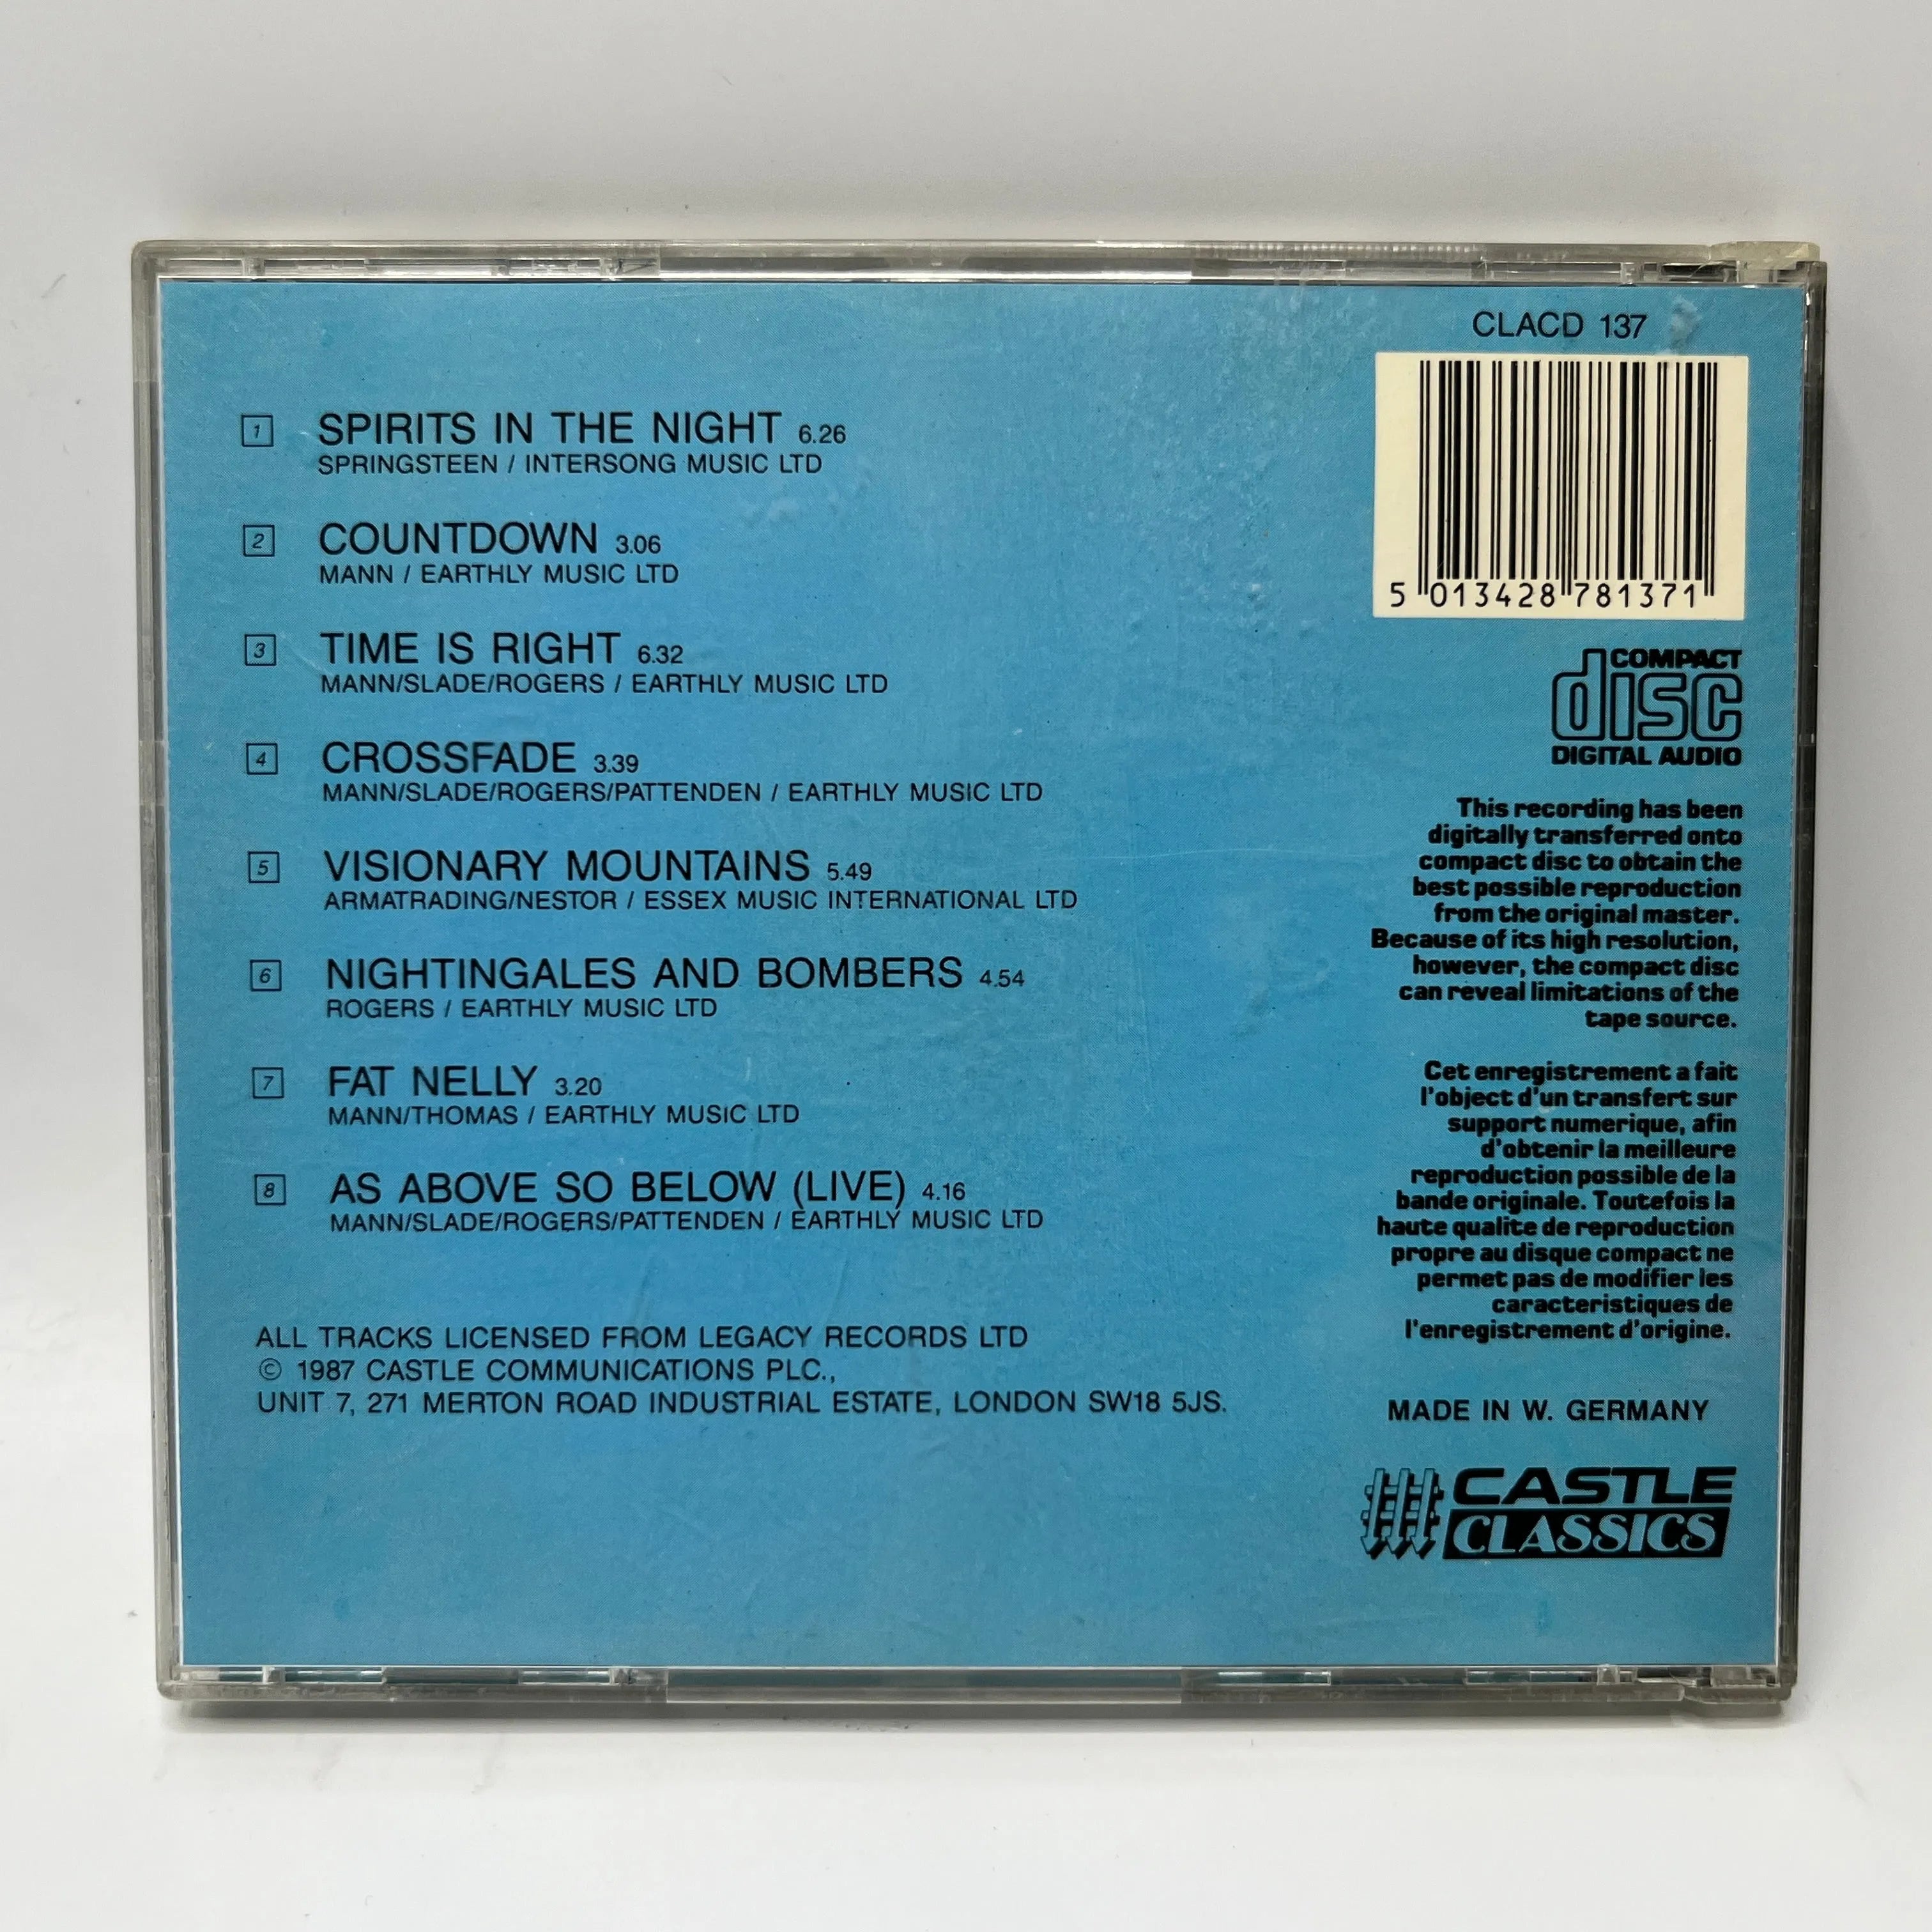 1 SPIRITS IN THE NIGHT 6.26
SPRINGSTEEN / INTERSONG MUSIC LTD
2 COUNTDOWN 3.06
MANN / EARTHLY MUSIC LTD
3 TIME IS RIGHT 6.32
MANN/SLADE/ROGERS / EARTHLY MUSIC LTD
4 CROSSFADE 3.39
MANN/SLADE/ROGERS/PATTENDEN / EARTHLY MUSIC LTD
5 VISIONARY MOUNTAINS 5.49
ARMATRADING/NESTOR / ESSEX MUSIC INTERNATIONAL LTD
6 NIGHTINGALES AND BOMBERS 4.54
ROGERS / EARTHLY MUSIC LTD
7 FAT NELLY 3.20
MANN/THOMAS / EARTHLY MUSIC LTD
8 AS ABOVE SO BELOW (LIVE) 4.16
MANN/SLADE/ROGERS/PATTENDEN / EARTHLY MUSIC LTD
ALL TRACKS LICENSED FROM LEGACY RECORDS LTD
© 1987 CASTLE COMMUNICATIONS PLC.,
UNIT 7, 271 MERTON ROAD INDUSTRIAL ESTATE, LONDON SW18 5JS.
CLACD 137
5 013428 781371
COMPACT
disc
DIGITAL AUDIO
This recording has been
digitally transferred onto
compact disc to obtain the
best possible reproduction
from the original master.
Because of its high resolution,
however, the compact disc
can reveal limitations of the
tape source.
Cet enregistrement a fait
l'object d'un transfert sur
support numerique, afin
d'obtenir la meilleure
reproduction possible de la
bande originale. Toutefois la
haute qualite de reproduction
propre au disque compact ne
permet pas de modifier les
caracteristiques de
l'enregistrement d'origine.
MADE IN W. GERMANY
CASTLE
CLASSICS